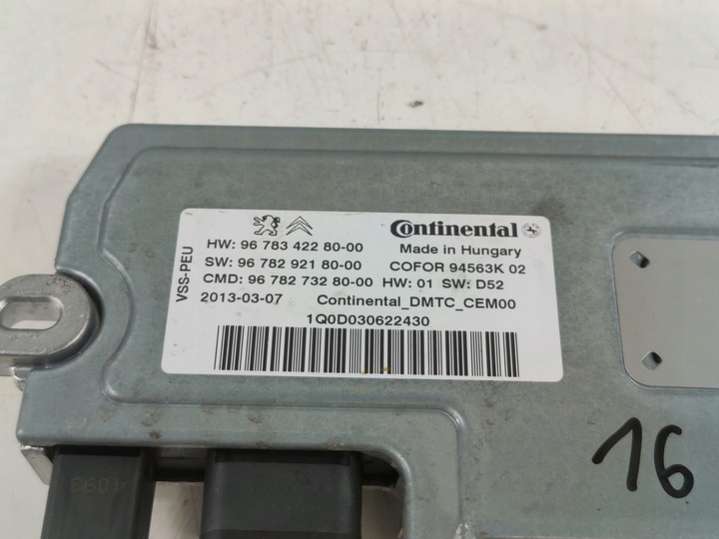 VSS-PEU
Continental
HW: 96 783 422 80-00 Made in Hungary
SW: 96 782 921 80-00 COFOR 94563K 02
CMD: 96 782 732 80-00 HW: 01 SW: D52
2013-03-07 Continental_DMTC_CEM00
1Q0D030622430
16